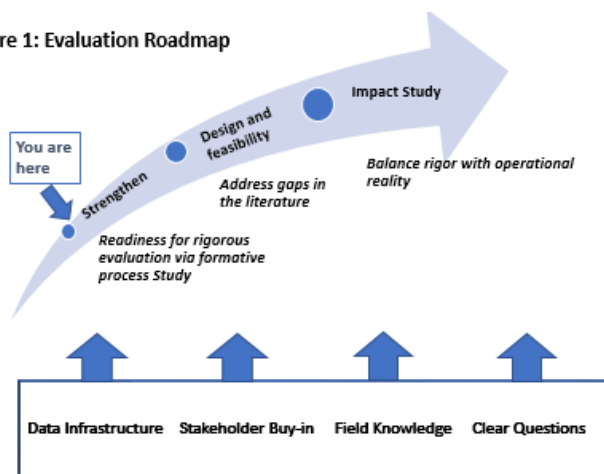 re 1: Evaluation Roadmap
You are
here
Strengthen
Design and
feasibility
Impact Study
Readiness for rigorous
evaluation via formative
process Study
Address gaps in
the literature
Balance rigor with operational
reality
Data Infrastructure Stakeholder Buy-in Field Knowledge Clear Questions